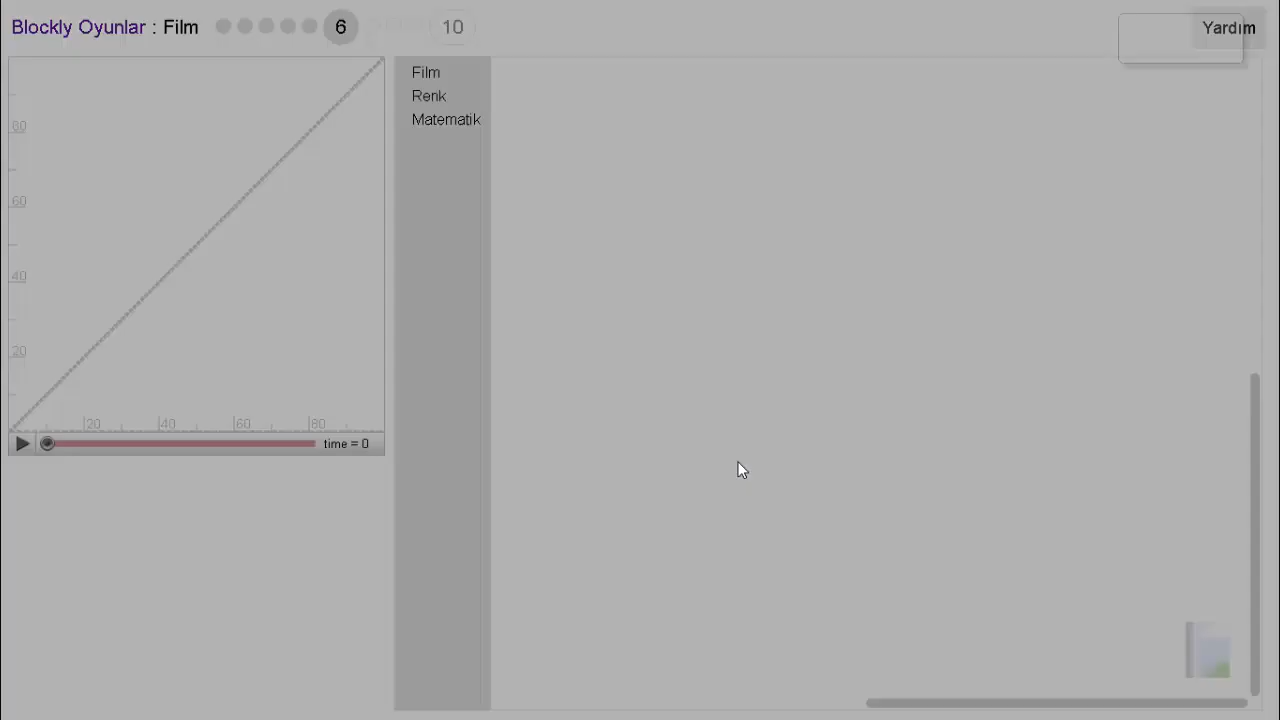 Blockly Oyunlar : Film 6 10 Yardım
Film
Renk
Matematik
80
60
40
20
20 40 60 80
time = 0